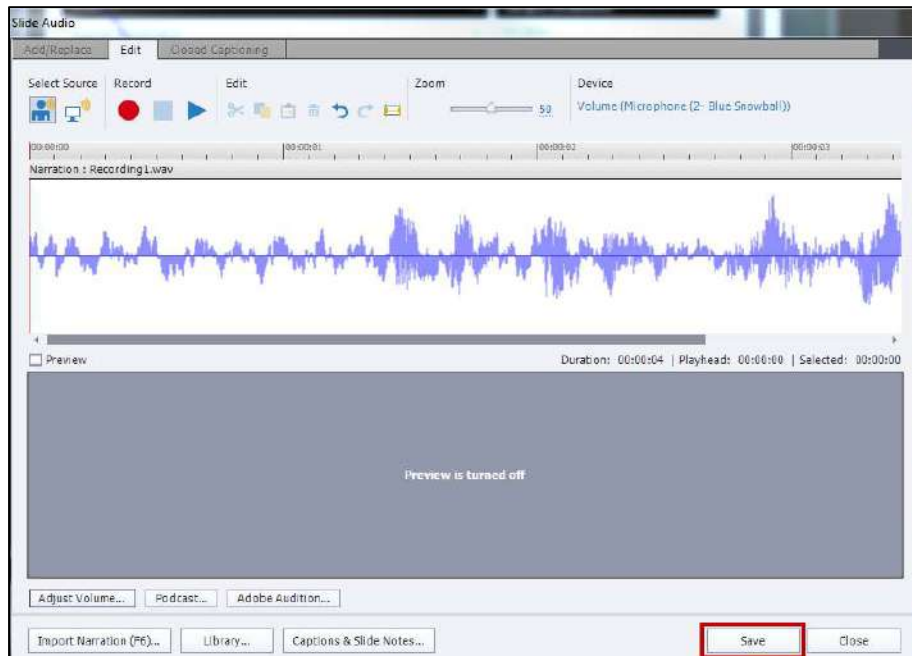 Slide Audio
Add/Replace Edit Closed Captioning
Select Source Record Edit Zoom Device
50 Volume (Microphone (2- Blue Snowball))
00:00:00 00:00:01 00:00:02 00:00:03
Narration : Recording1.wav
Preview Duration: 00:00:04 | Playhead: 00:00:00 | Selected: 00:00:00
Preview is turned off
Adjust Volume... Podcast... Adobe Audition...
Import Narration (F6)... Library... Captions & Slide Notes... Save Close